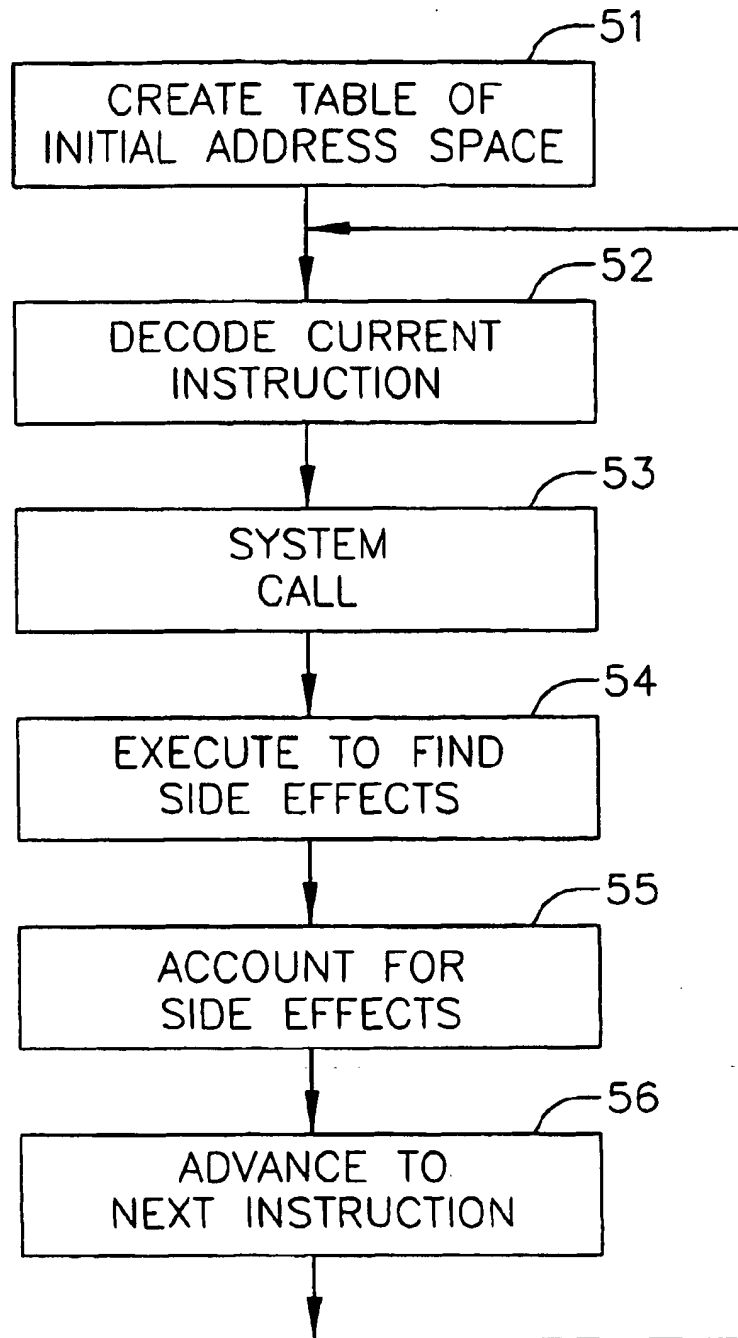 51
CREATE TABLE OF
INITIAL ADDRESS SPACE
52
DECODE CURRENT
INSTRUCTION
53
SYSTEM
CALL
54
EXECUTE TO FIND
SIDE EFFECTS
55
ACCOUNT FOR
SIDE EFFECTS
56
ADVANCE TO
NEXT INSTRUCTION